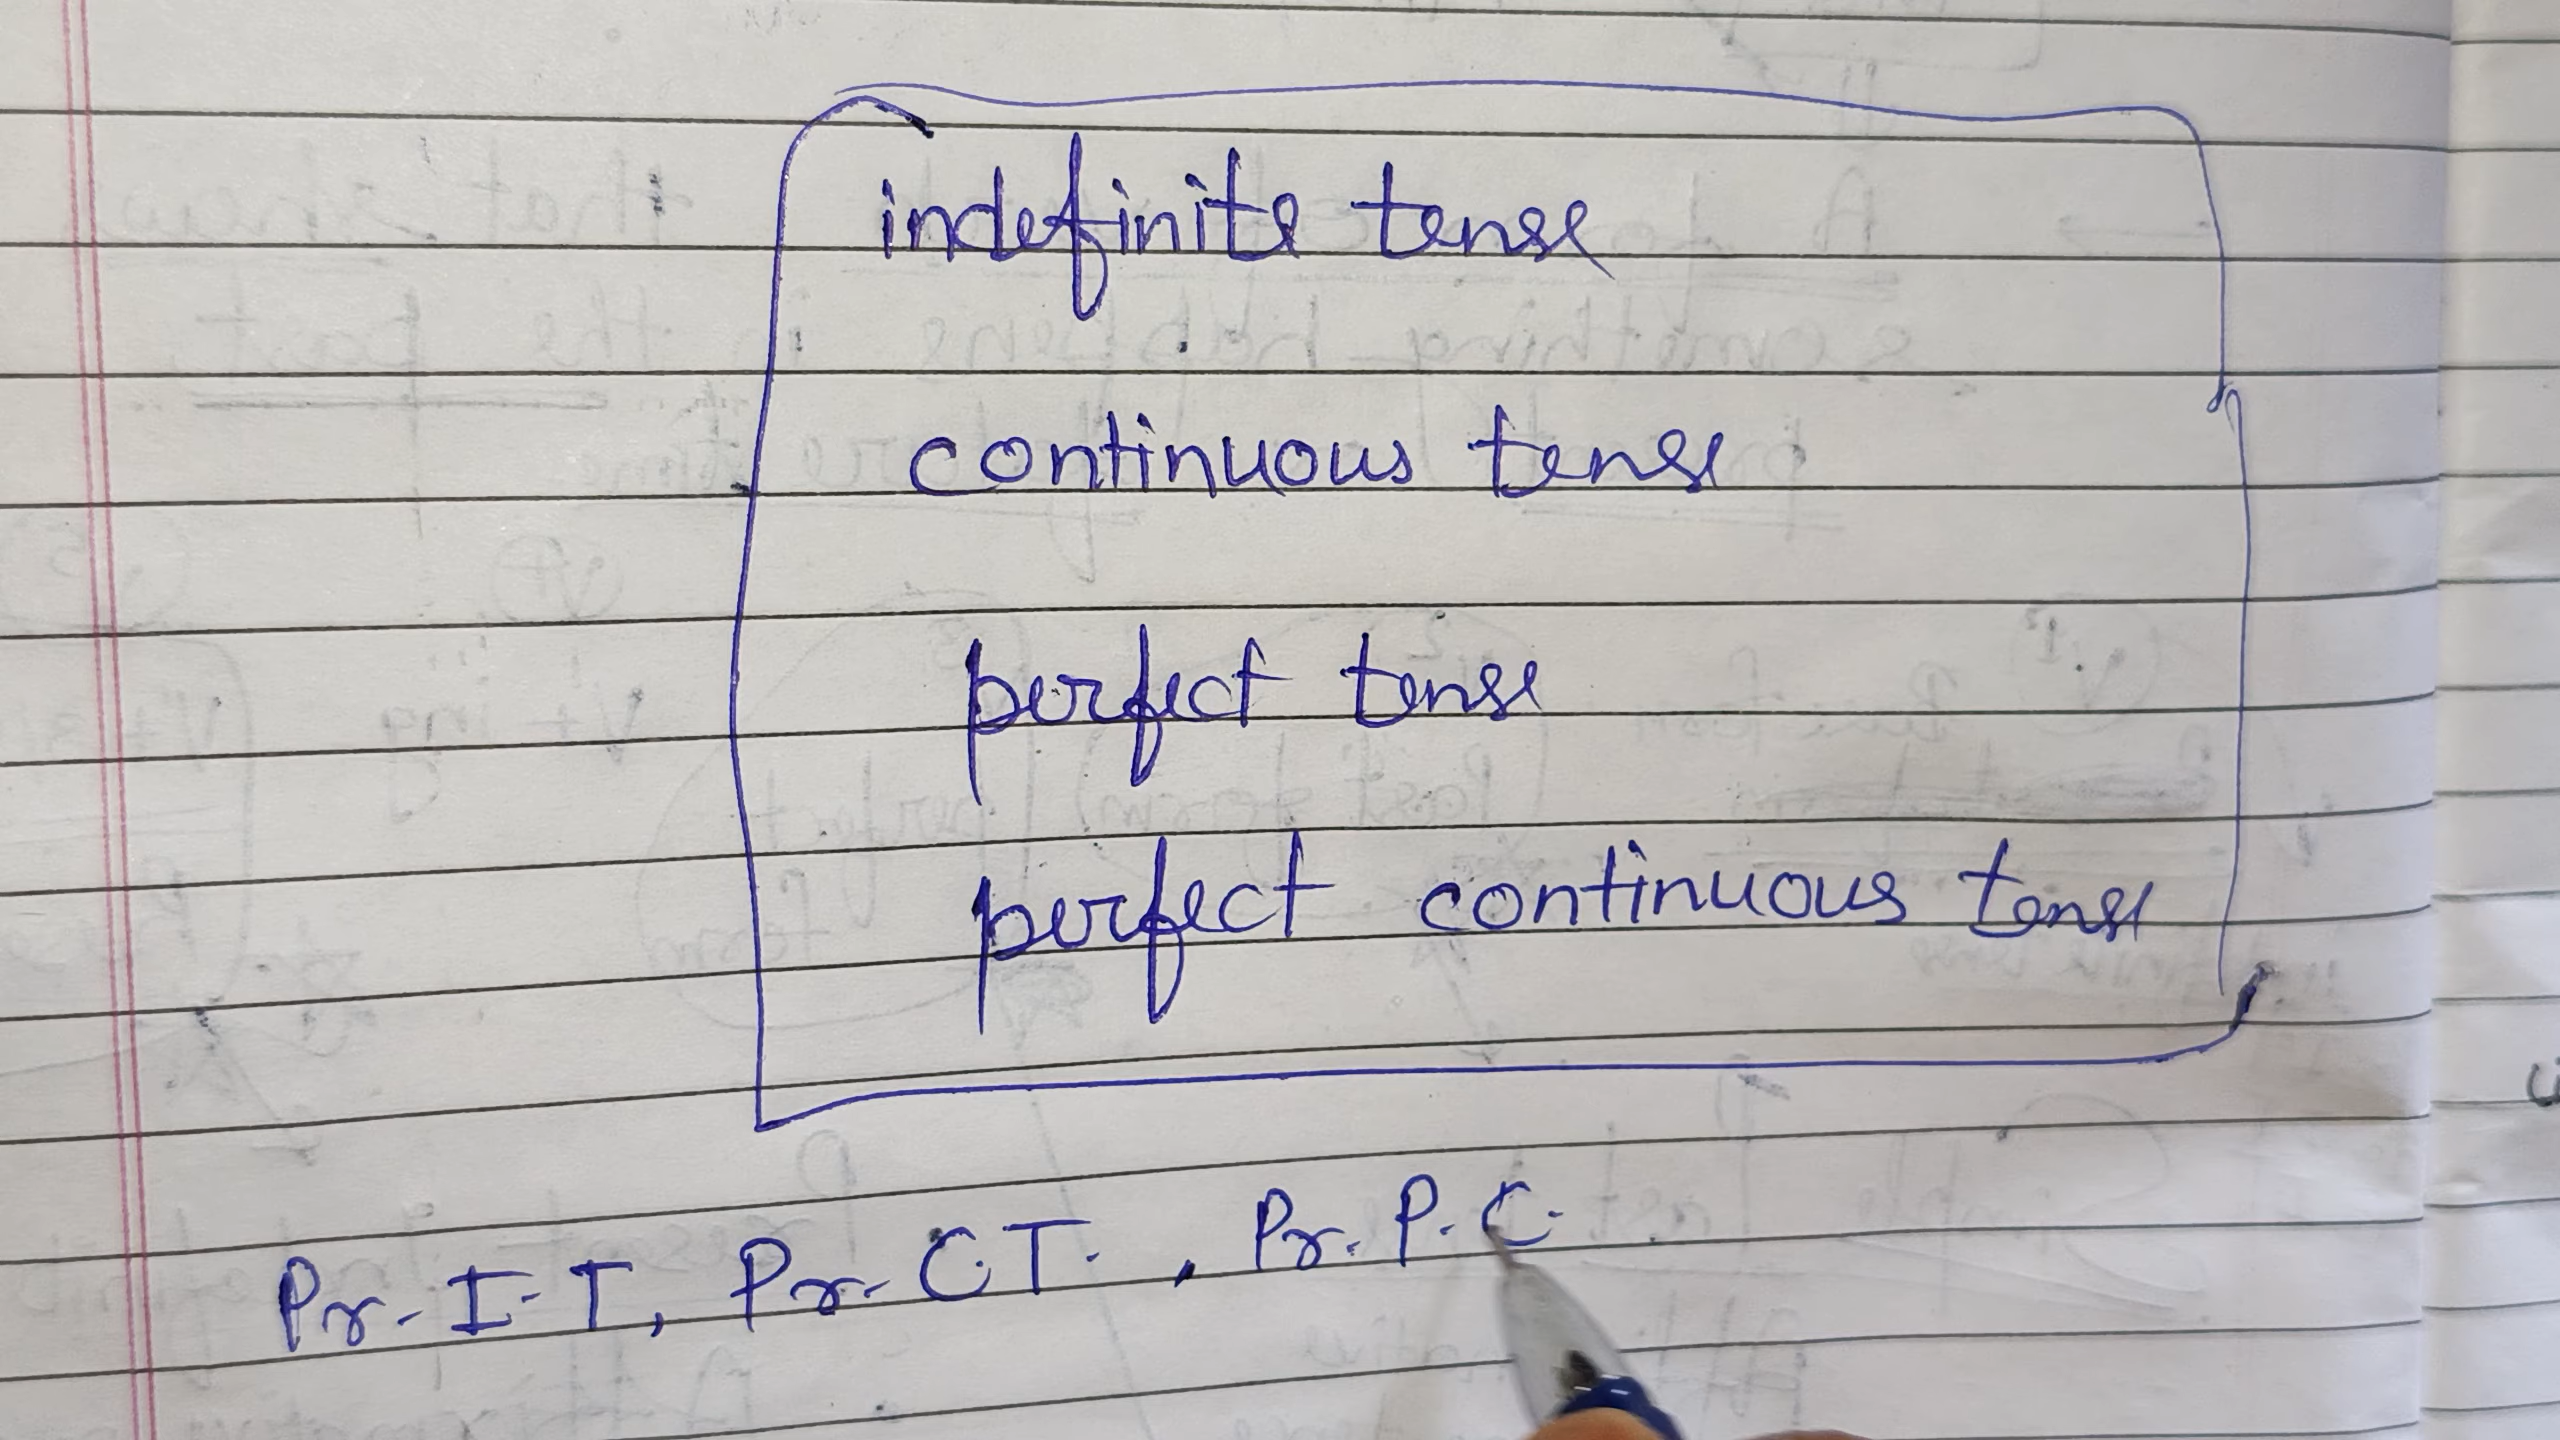 indefinite tense
continuous tense
perfect tense
perfect continuous tense
Pr. I. T, Pr. C.T. , Pr. P. C.